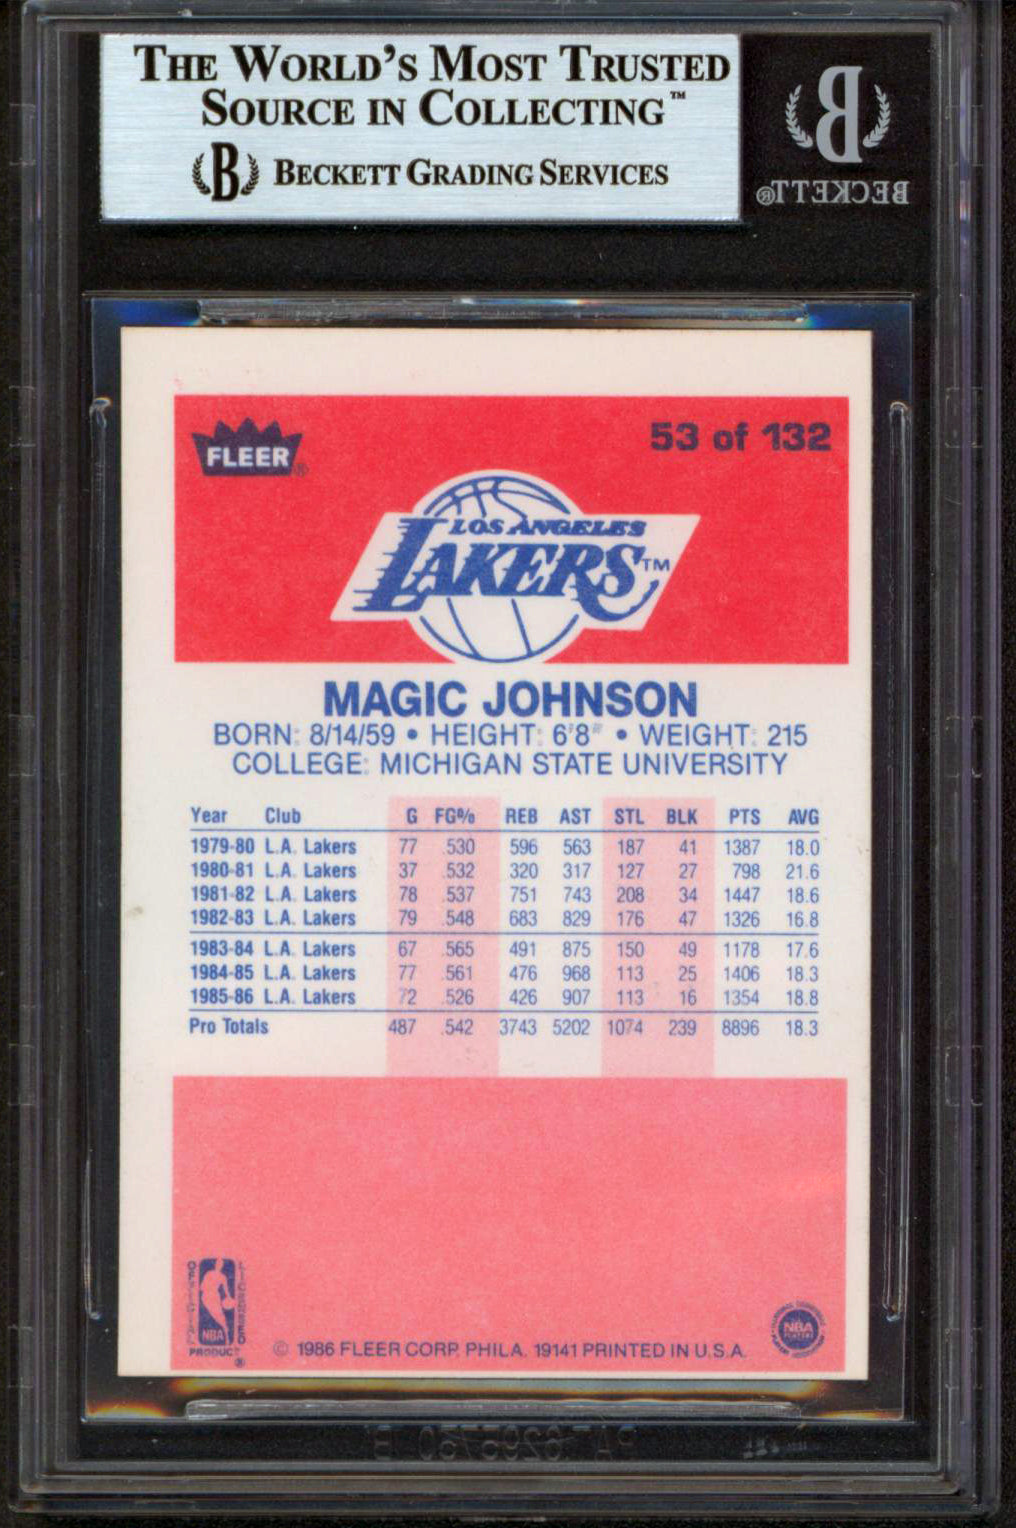 THE WORLD'S MOST TRUSTED
SOURCE IN COLLECTING™
B BECKETT GRADING SERVICES
B
BECKETT®
FLEER®
53 of 132
LOS ANGELES
LAKERS™
MAGIC JOHNSON
BORN: 8/14/59 • HEIGHT: 6'8" • WEIGHT: 215
COLLEGE: MICHIGAN STATE UNIVERSITY
Year Club G FG% REB AST STL BLK PTS AVG
1979-80 L.A. Lakers 77 .530 596 563 187 41 1387 18.0
1980-81 L.A. Lakers 37 .532 320 317 127 27 798 21.6
1981-82 L.A. Lakers 78 .537 751 743 208 34 1447 18.6
1982-83 L.A. Lakers 79 .548 683 829 176 47 1326 16.8
1983-84 L.A. Lakers 67 .565 491 875 150 49 1178 17.6
1984-85 L.A. Lakers 77 .561 476 968 113 25 1406 18.3
1985-86 L.A. Lakers 72 .526 426 907 113 16 1354 18.8
Pro Totals 487 .542 3743 5202 1074 239 8896 18.3
OFFICIAL
LICENSED
NBA
PRODUCT
®
© 1986 FLEER CORP. PHILA. 19141 PRINTED IN U.S.A.
NBA
PLAYERS